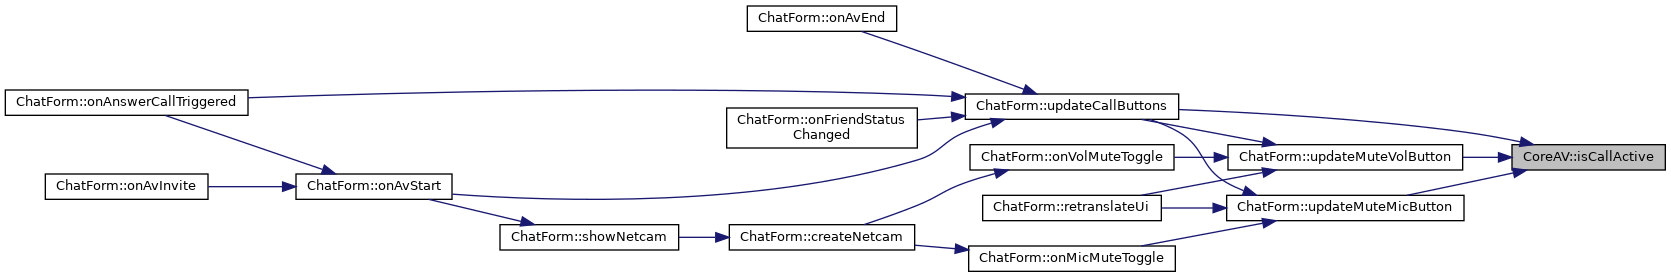 ChatForm::onAvEnd
ChatForm::onAnswerCallTriggered
ChatForm::updateCallButtons
ChatForm::onFriendStatus
Changed
ChatForm::onVolMuteToggle
ChatForm::updateMuteVolButton
CoreAV::isCallActive
ChatForm::onAvInvite
ChatForm::onAvStart
ChatForm::retranslateUi
ChatForm::updateMuteMicButton
ChatForm::showNetcam
ChatForm::createNetcam
ChatForm::onMicMuteToggle